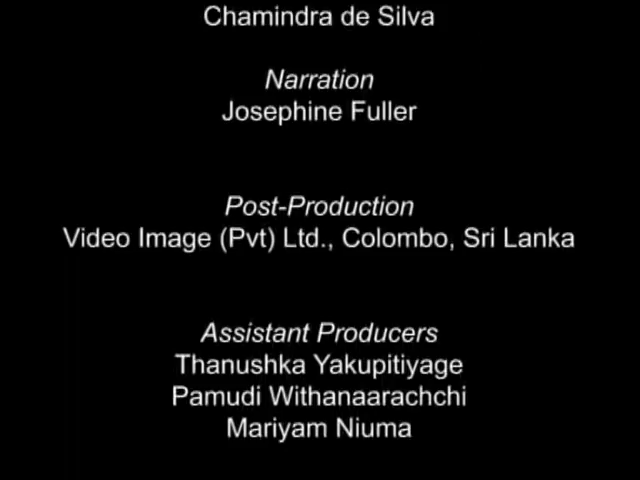 Chamindra de Silva
Narration
Josephine Fuller
Post-Production
Video Image (Pvt) Ltd., Colombo, Sri Lanka
Assistant Producers
Thanushka Yakupitiyage
Pamudi Withanaarachchi
Mariyam Niuma